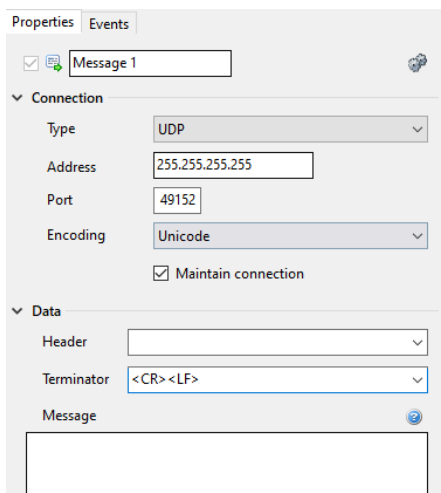 Properties Events
Message 1
Connection
Type UDP
Address 255.255.255.255
Port 49152
Encoding Unicode
Maintain connection
Data
Header
Terminator <CR><LF>
Message